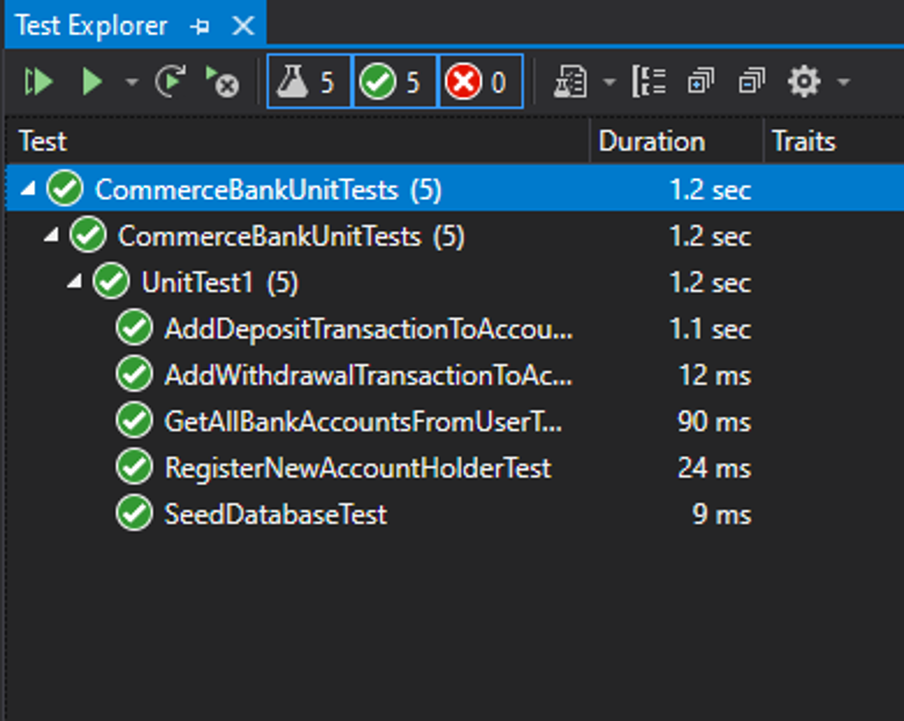 Test Explorer
5 5 0
Test Duration Traits
CommerceBankUnitTests (5) 1.2 sec
CommerceBankUnitTests (5) 1.2 sec
UnitTest1 (5) 1.2 sec
AddDepositTransactionToAccou... 1.1 sec
AddWithdrawalTransactionToAc... 12 ms
GetAllBankAccountsFromUserT... 90 ms
RegisterNewAccountHolderTest 24 ms
SeedDatabaseTest 9 ms